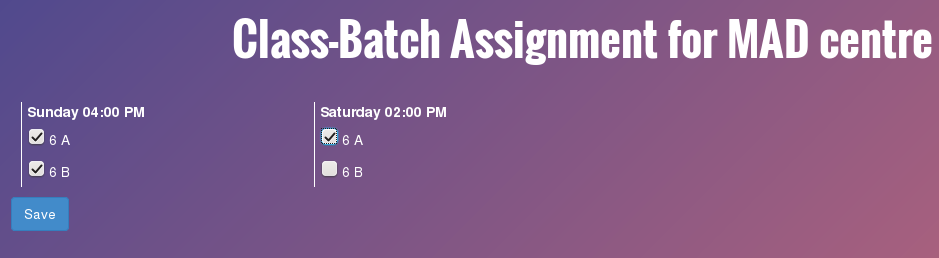 Class-Batch Assignment for MAD centre
Sunday 04:00 PM
6 A
6 B
Saturday 02:00 PM
6 A
6 B
Save